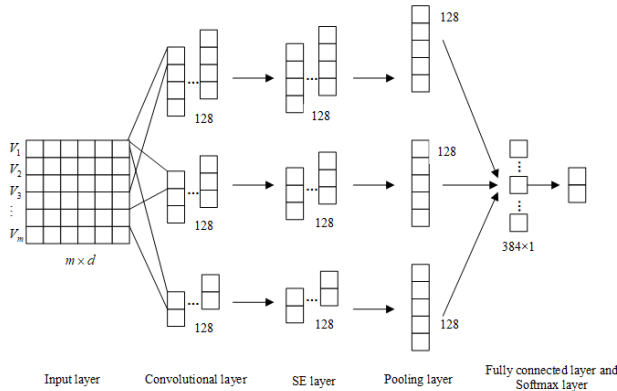 128
128
128
128
128
128
V1
V2
V3
⋮
Vm
m × d
384×1
128
128
128
Input layer
Convolutional layer
SE layer
Pooling layer
Fully connected layer and
Softmax layer